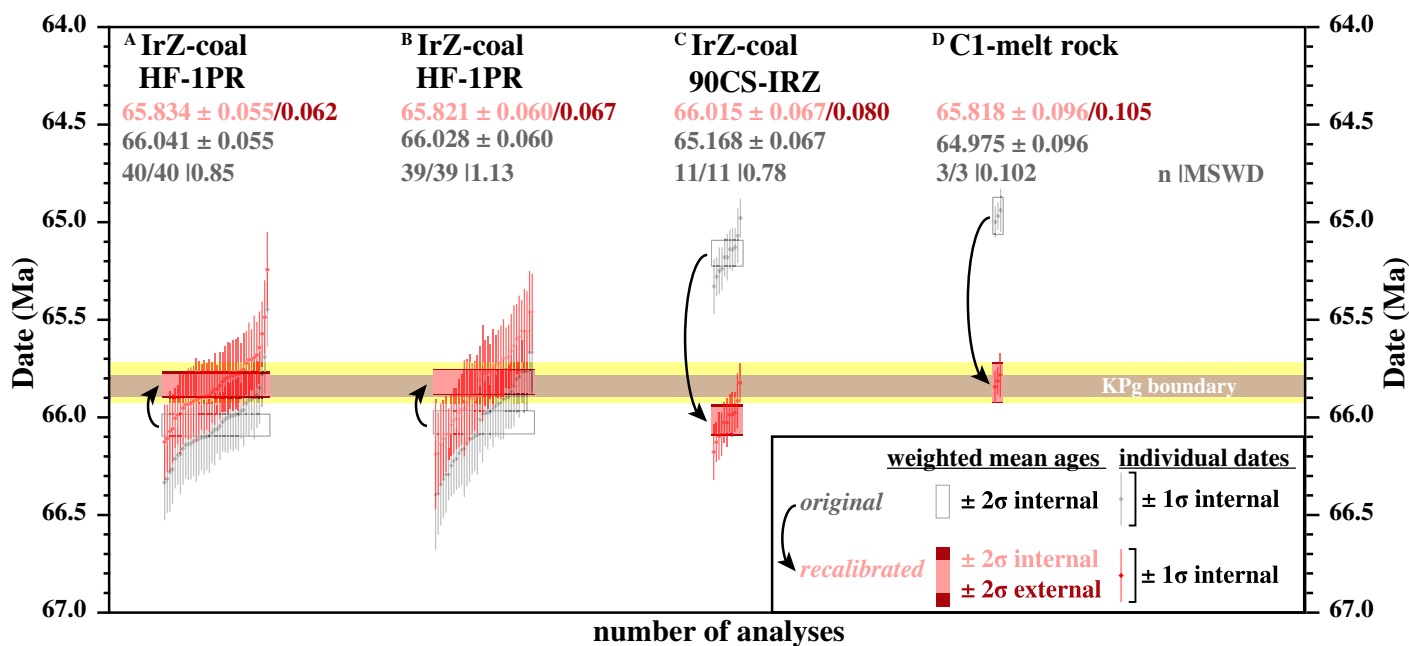 64.0
64.5
65.0
65.5
66.0
66.5
67.0
Date (Ma)
A IrZ-coal
HF-1PR
65.834 ± 0.055/0.062
66.041 ± 0.055
40/40 |0.85
B IrZ-coal
HF-1PR
65.821 ± 0.060/0.067
66.028 ± 0.060
39/39 |1.13
C IrZ-coal
90CS-IRZ
66.015 ± 0.067/0.080
65.168 ± 0.067
11/11 |0.78
D C1-melt rock
65.818 ± 0.096/0.105
64.975 ± 0.096
3/3 |0.102
n |MSWD
KPg boundary
weighted mean ages individual dates
original ± 2σ internal ± 1σ internal
recalibrated ± 2σ internal ± 1σ internal
± 2σ external
64.0
64.5
65.0
65.5
66.0
66.5
67.0
Date (Ma)
number of analyses